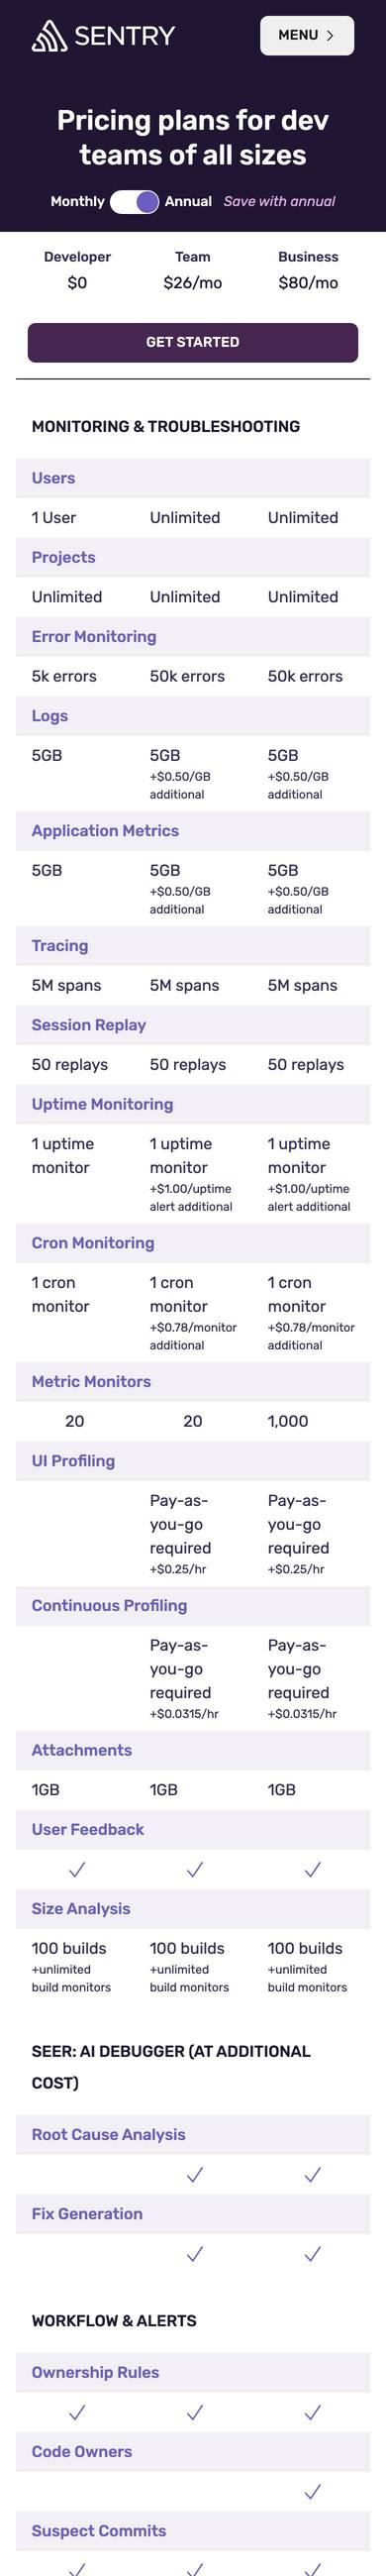 SENTRY
MENU
Pricing plans for dev
teams of all sizes
Monthly Annual Save with annual
Developer Team Business
$0 $26/mo $80/mo
GET STARTED
MONITORING & TROUBLESHOOTING
Users
1 User Unlimited Unlimited
Projects
Unlimited Unlimited Unlimited
Error Monitoring
5k errors 50k errors 50k errors
Logs
5GB 5GB 5GB
+$0.50/GB +$0.50/GB
additional additional
Application Metrics
5GB 5GB 5GB
+$0.50/GB +$0.50/GB
additional additional
Tracing
5M spans 5M spans 5M spans
Session Replay
50 replays 50 replays 50 replays
Uptime Monitoring
1 uptime 1 uptime 1 uptime
monitor monitor monitor
+$1.00/uptime +$1.00/uptime
alert additional alert additional
Cron Monitoring
1 cron 1 cron 1 cron
monitor monitor monitor
+$0.78/monitor +$0.78/monitor
additional additional
Metric Monitors
20 20 1,000
UI Profiling
Pay-as- Pay-as-
you-go you-go
required required
+$0.25/hr +$0.25/hr
Continuous Profiling
Pay-as- Pay-as-
you-go you-go
required required
+$0.0315/hr +$0.0315/hr
Attachments
1GB 1GB 1GB
User Feedback
Size Analysis
100 builds 100 builds 100 builds
+unlimited +unlimited +unlimited
build monitors build monitors build monitors
SEER: AI DEBUGGER (AT ADDITIONAL
COST)
Root Cause Analysis
Fix Generation
WORKFLOW & ALERTS
Ownership Rules
Code Owners
Suspect Commits